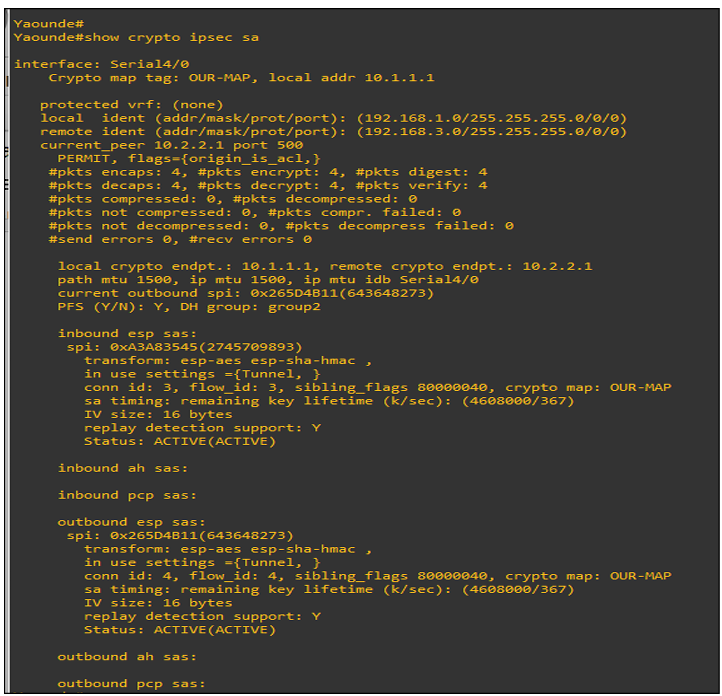 Yaounde#
Yaounde#show crypto ipsec sa
interface: Serial4/0
Crypto map tag: OUR-MAP, local addr 10.1.1.1
protected vrf: (none)
local ident (addr/mask/prot/port): (192.168.1.0/255.255.255.0/0/0)
remote ident (addr/mask/prot/port): (192.168.3.0/255.255.255.0/0/0)
current_peer 10.2.2.1 port 500
PERMIT, flags={origin_is_acl,}
#pkts encaps: 4, #pkts encrypt: 4, #pkts digest: 4
#pkts decaps: 4, #pkts decrypt: 4, #pkts verify: 4
#pkts compressed: 0, #pkts decompressed: 0
#pkts not compressed: 0, #pkts compr. failed: 0
#pkts not decompressed: 0, #pkts decompress failed: 0
#send errors 0, #recv errors 0
local crypto endpt.: 10.1.1.1, remote crypto endpt.: 10.2.2.1
path mtu 1500, ip mtu 1500, ip mtu idb Serial4/0
current outbound spi: 0x265D4B11(643648273)
PFS (Y/N): Y, DH group: group2
inbound esp sas:
spi: 0xA3A83545(2745709893)
transform: esp-aes esp-sha-hmac ,
in use settings ={Tunnel, }
conn id: 3, flow_id: 3, sibling_flags 80000040, crypto map: OUR-MAP
sa timing: remaining key lifetime (k/sec): (4608000/367)
IV size: 16 bytes
replay detection support: Y
Status: ACTIVE(ACTIVE)
inbound ah sas:
inbound pcp sas:
outbound esp sas:
spi: 0x265D4B11(643648273)
transform: esp-aes esp-sha-hmac ,
in use settings ={Tunnel, }
conn id: 4, flow_id: 4, sibling_flags 80000040, crypto map: OUR-MAP
sa timing: remaining key lifetime (k/sec): (4608000/367)
IV size: 16 bytes
replay detection support: Y
Status: ACTIVE(ACTIVE)
outbound ah sas:
outbound pcp sas: